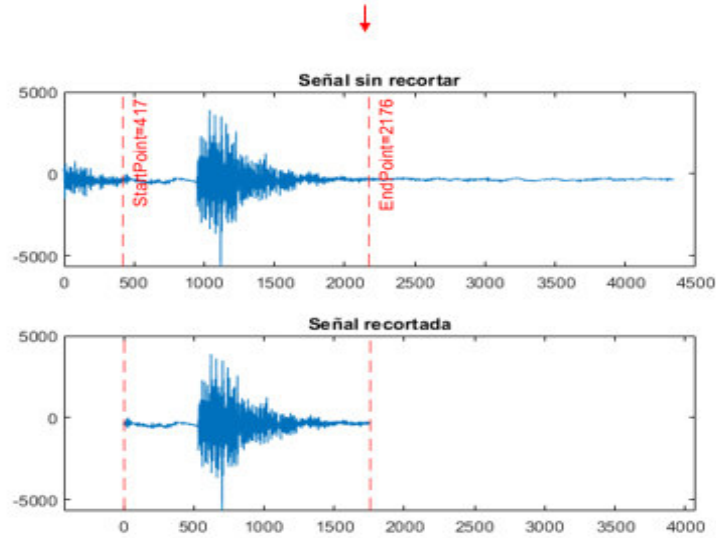 Señal sin recortar
5000
0
-5000
StartPoint=417
EndPoint=2176
0 500 1000 1500 2000 2500 3000 3500 4000 4500
Señal recortada
5000
0
-5000
0 500 1000 1500 2000 2500 3000 3500 4000